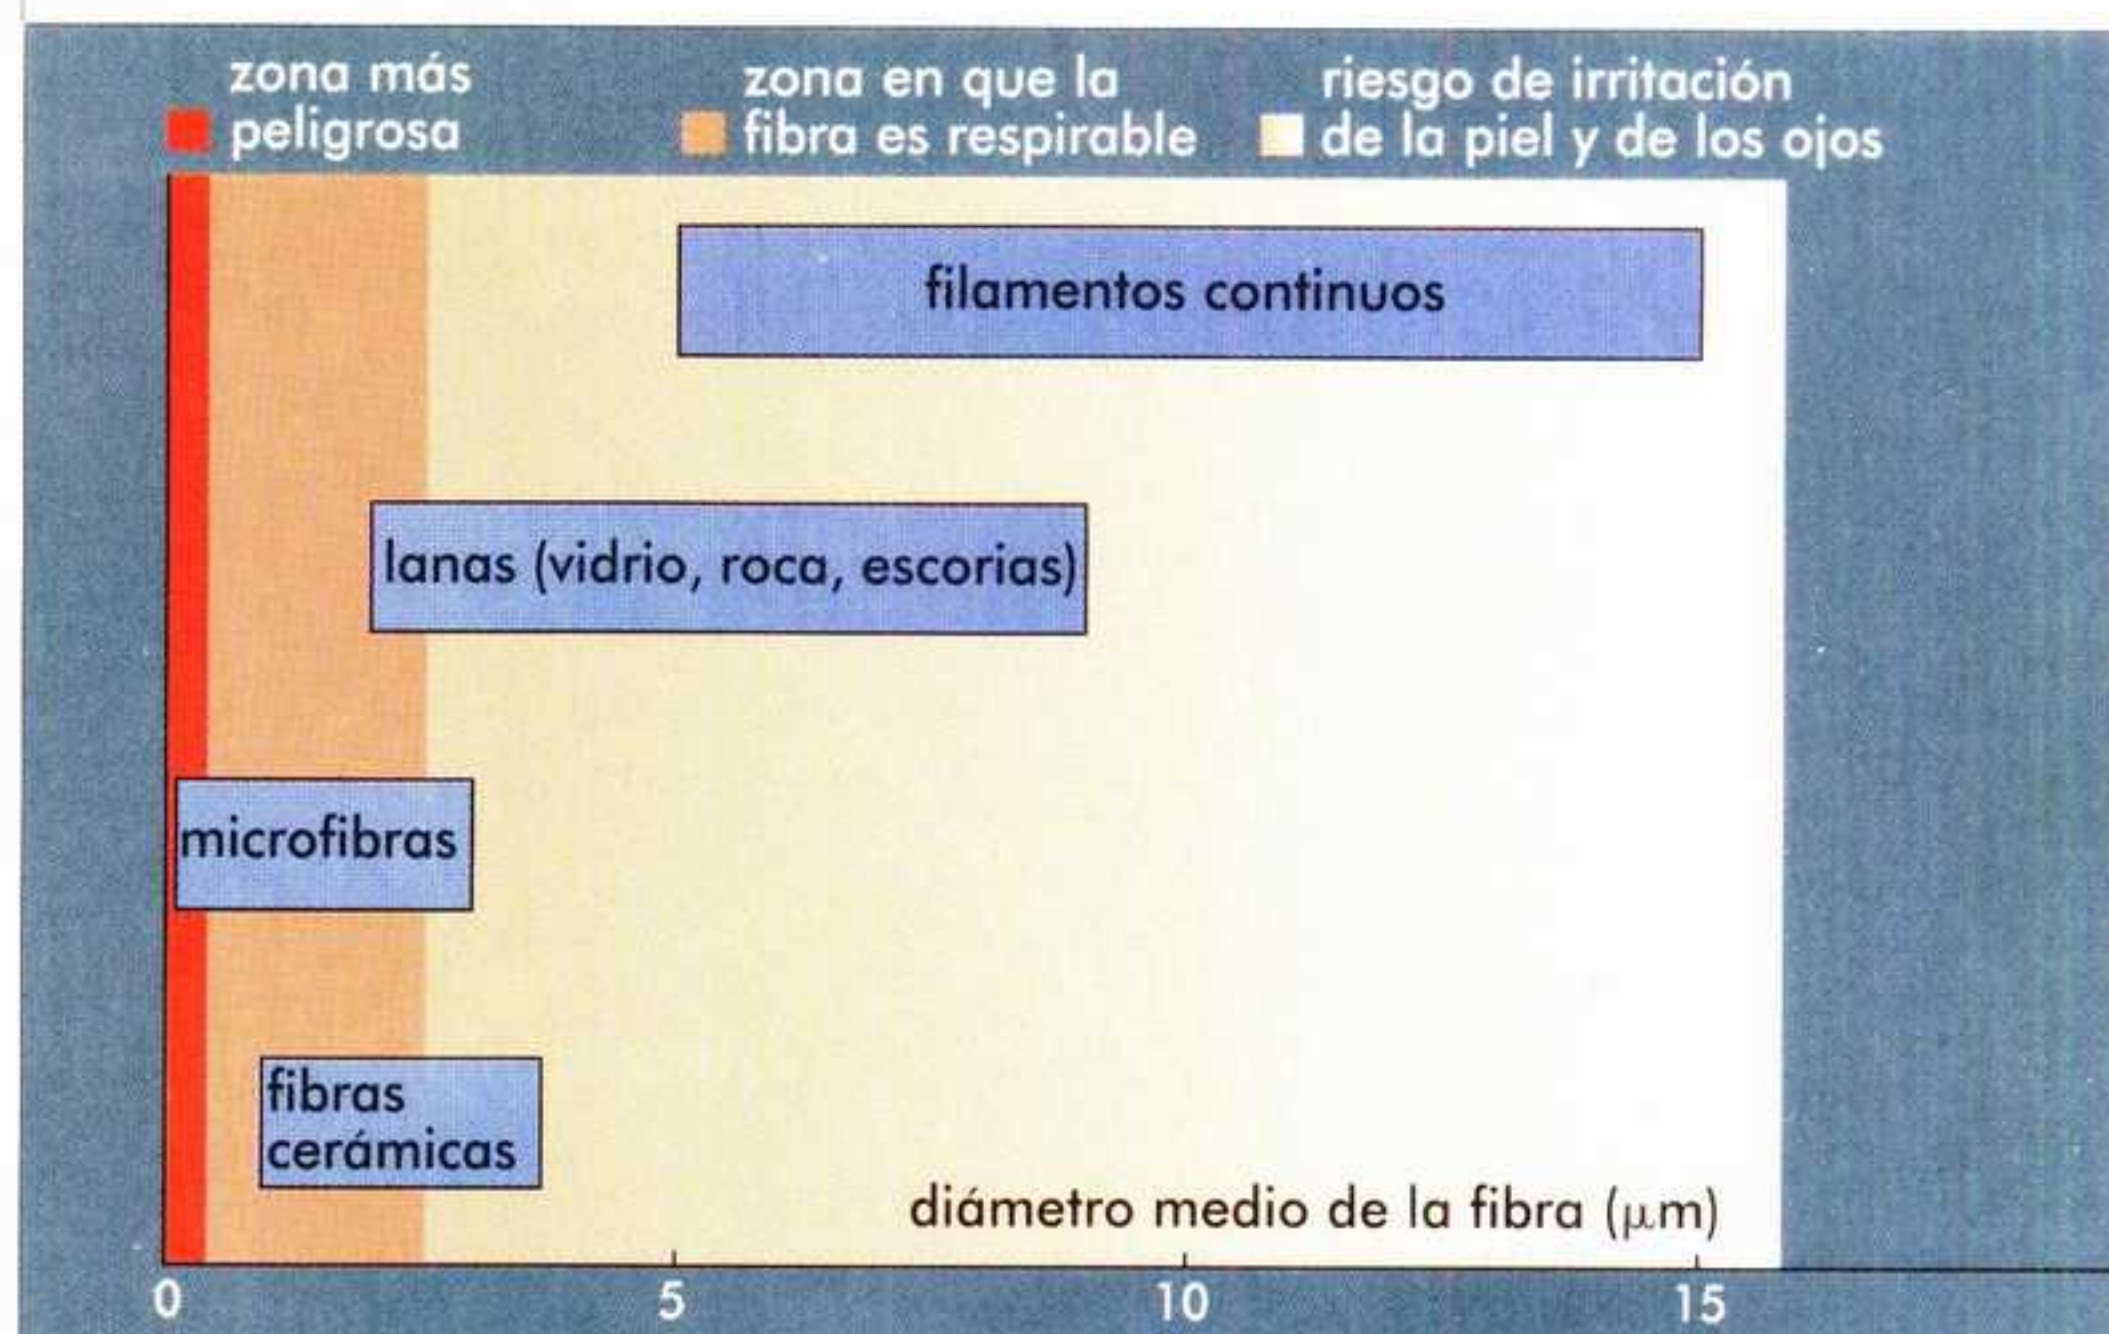 zona más
peligrosa
zona en que la
fibra es respirable
riesgo de irritación
de la piel y de los ojos
filamentos continuos
lanas (vidrio, roca, escorias)
microfibras
fibras
cerámicas
diámetro medio de la fibra (μm)
0 5 10 15